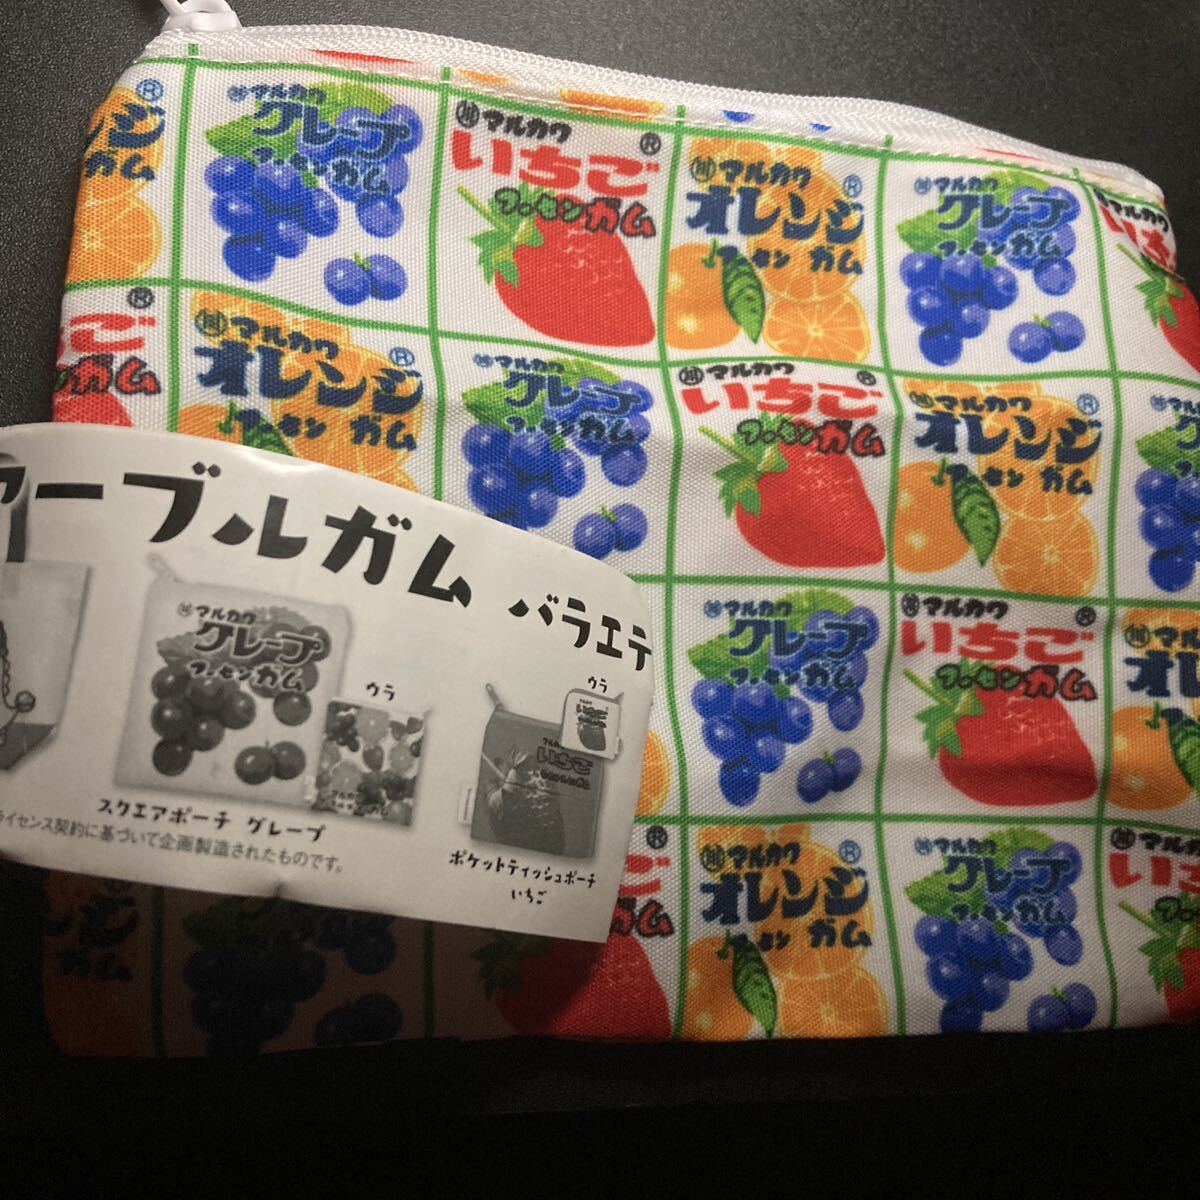 マルカワ
グレープ
フーセンガム
マルカワ
いちご
フーセンガム
マルカワ
オレンジ
フーセン ガム
マルカワ
グレープ
フーセンガム
マルカワ
オレンジ
フーセン ガム
マルカワ
グレープ
フーセンガム
マルカワ
いちご
フーセンガム
マルカワ
オレンジ
フーセン ガム
ーブルガム バラエテ
マルカワ
グレープ
フーセンガム
ウラ
ウラ
スクエアポーチ グレープ
ライセンス契約に基づいて企画製造されたものです。
ポケットティッシュポーチ
いちご
マルカワ
グレープ
フーセンガム
マルカワ
いちご
フーセンガム
マルカワ
オレンジ
フーセン ガム
マルカワ
グレープ
フーセンガム